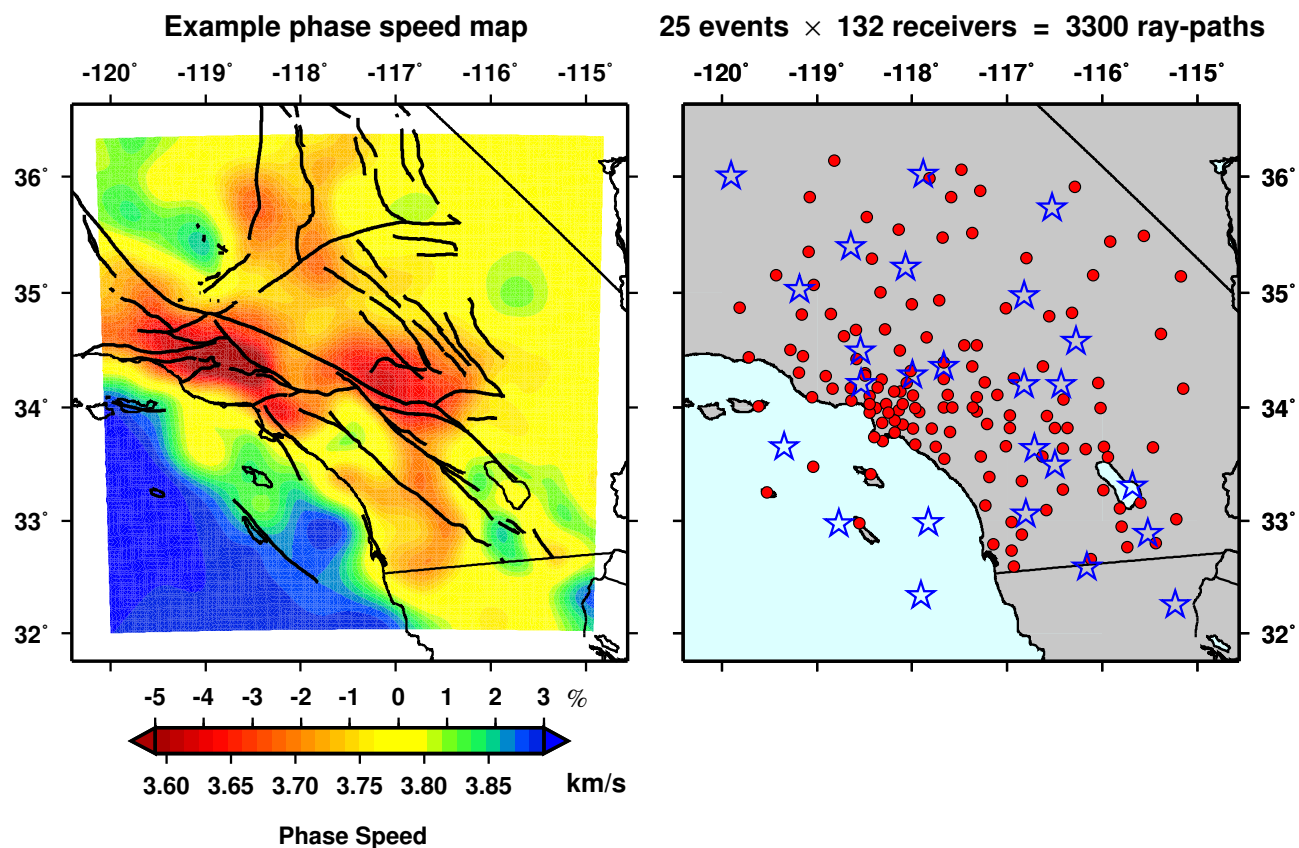 Example phase speed map
25 events × 132 receivers = 3300 ray-paths
-120˚ -119˚ -118˚ -117˚ -116˚ -115˚
-120˚ -119˚ -118˚ -117˚ -116˚ -115˚
36˚
35˚
34˚
33˚
32˚
36˚
35˚
34˚
33˚
32˚
-5 -4 -3 -2 -1 0 1 2 3 %
3.60 3.65 3.70 3.75 3.80 3.85 km/s
Phase Speed